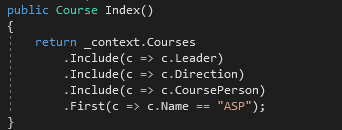 public Course Index()
{
return _context.Courses
.Include(c => c.Leader)
.Include(c => c.Direction)
.Include(c => c.CoursePerson)
.First(c => c.Name == "ASP");
}